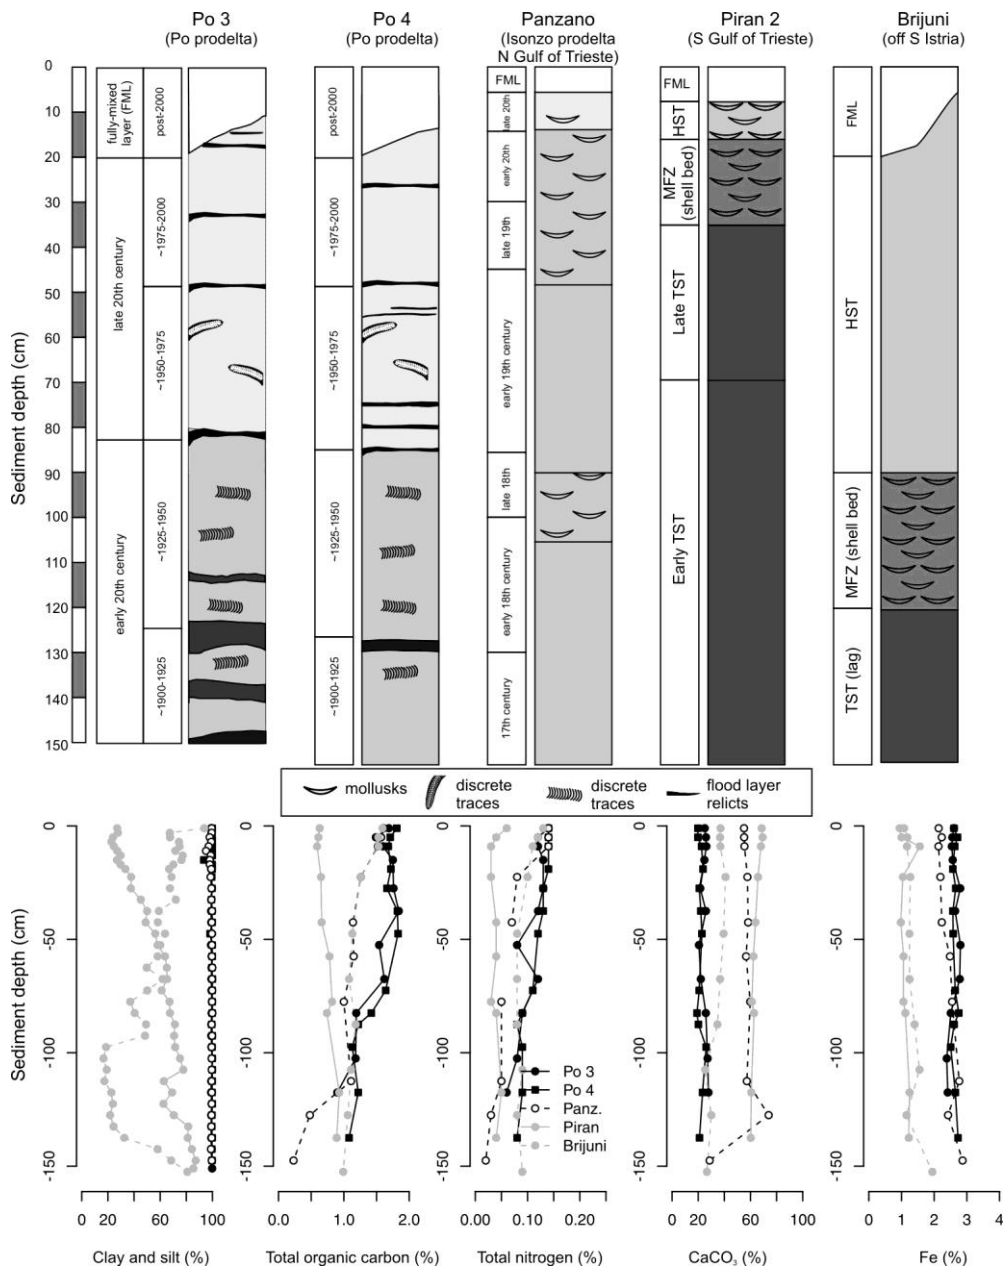 Po 3
(Po prodelta)
Po 4
(Po prodelta)
Panzano
(Isonzo prodelta
N Gulf of Trieste)
Piran 2
(S Gulf of Trieste)
Brijuni
(off S Istria)
Sediment depth (cm)
0
10
20
30
40
50
60
70
80
90
100
110
120
130
140
150
fully-mixed
layer (FML)
late 20th century
early 20th century
~1975-2000
~1950-1975
~1925-1950
~1900-1925
post-2000
~1975-2000
~1950-1975
~1925-1950
~1900-1925
FML
late 20th
early 20th
late 19th
early 19th century
late 18th
early 18th century
17th century
FML
HST
MFZ
(shell bed)
Late TST
Early TST
FML
HST
MFZ (shell bed)
TST (lag)
mollusks
discrete
traces
discrete
traces
flood layer
relicts
Sediment depth (cm)
0
-50
-100
-150
0 20 60 100
Clay and silt (%)
0
-50
-100
-150
0.0 1.0 2.0
Total organic carbon (%)
0
-50
-100
-150
0.00 0.10 0.20
Total nitrogen (%)
Po 3
Po 4
Panz.
Piran
Brijuni
0
-50
-100
-150
0 20 60 100
CaCO₃ (%)
0
-50
-100
-150
0 1 2 3 4
Fe (%)